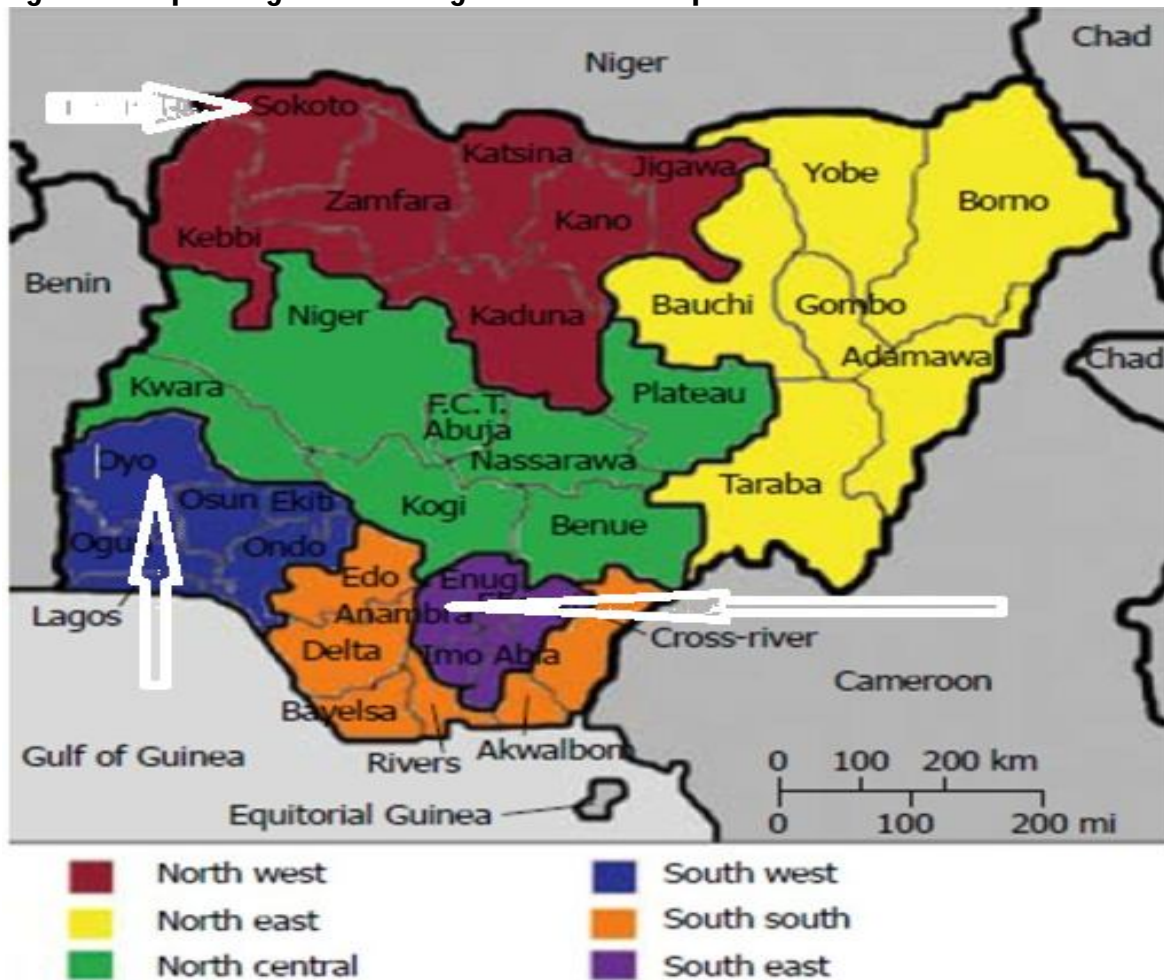 Niger
Chad
Sokoto
Katsina
Jigawa
Yobe
Borno
Zamfara
Kano
Kebbi
Benin
Niger
Kaduna
Bauchi
Gombo
Adamawa
Chad
Kwara
Plateau
F.C.T.
Abuja
Nassarawa
Oyo
Osun Ekiti
Kogi
Benue
Taraba
Ondo
Edo
Enug
Lagos
Anambra
Cross-river
Delta
Imo Abia
Cameroon
Bayelsa
Gulf of Guinea
Rivers
Akwalbom
0 100 200 km
Equitorial Guinea
0 100 200 mi
North west
South west
North east
South south
North central
South east